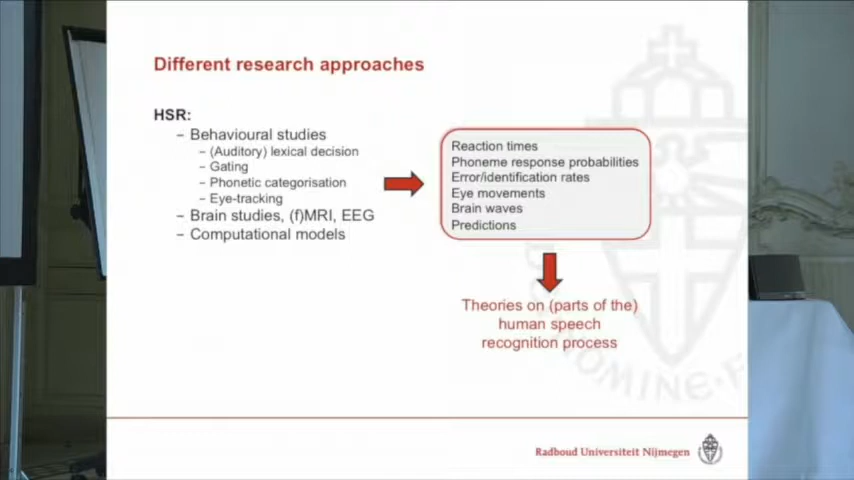 Different research approaches
HSR:
– Behavioural studies
– (Auditory) lexical decision
– Gating
– Phonetic categorisation
– Eye-tracking
– Brain studies, (f)MRI, EEG
– Computational models
Reaction times
Phoneme response probabilities
Error/identification rates
Eye movements
Brain waves
Predictions
Theories on (parts of the)
human speech
recognition process
Radboud Universiteit Nijmegen